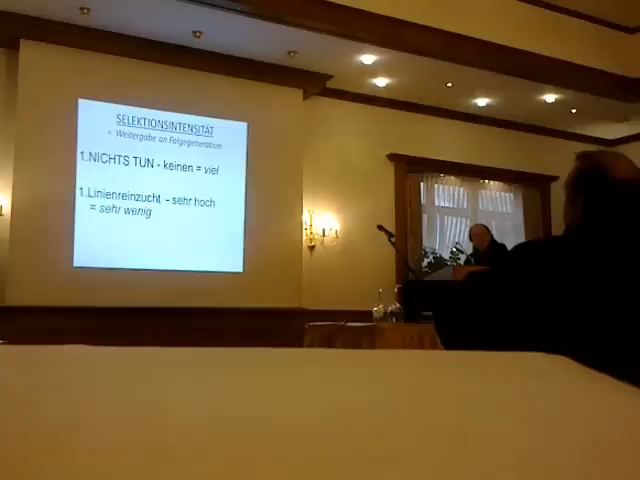 SELEKTIONSINTENSITÄT
◦ Weitergabe an Folgegeneration
1.NICHTS TUN - keinen = viel
1.Linienreinzucht - sehr hoch
= sehr wenig